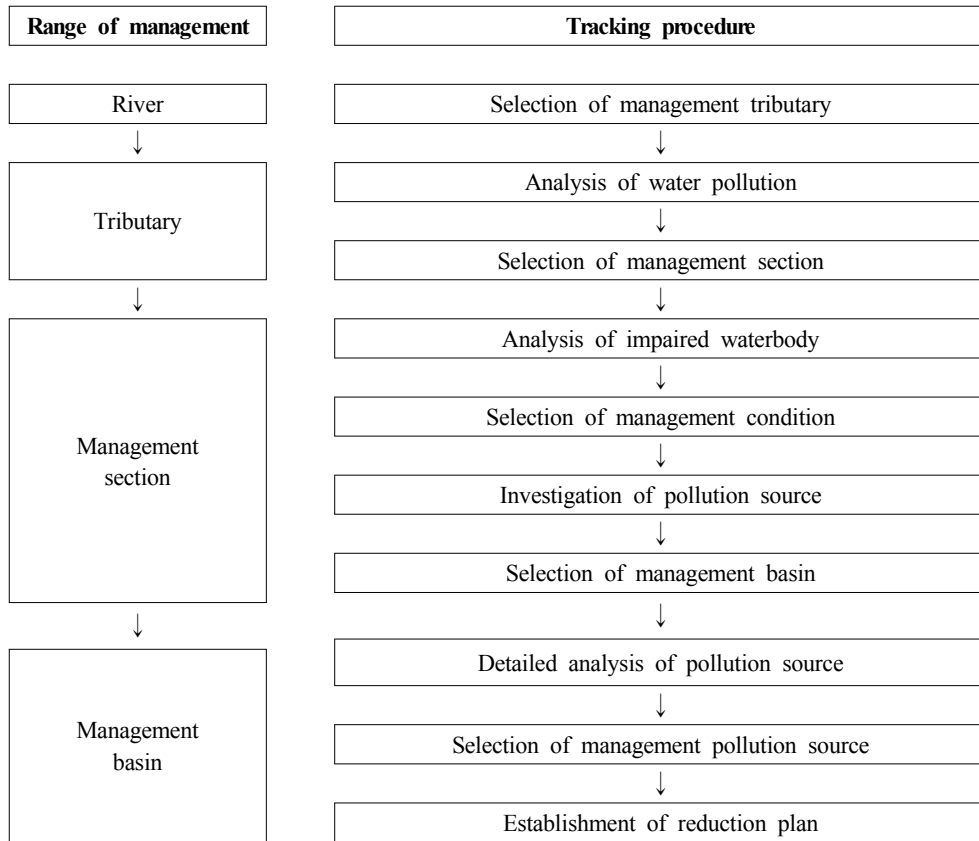 Range of management
Tracking procedure
River
Selection of management tributary
↓
↓
Tributary
Analysis of water pollution
↓
Selection of management section
↓
↓
Management
section
Analysis of impaired waterbody
↓
Selection of management condition
↓
Investigation of pollution source
↓
Selection of management basin
↓
↓
Management
basin
Detailed analysis of pollution source
↓
Selection of management pollution source
↓
Establishment of reduction plan